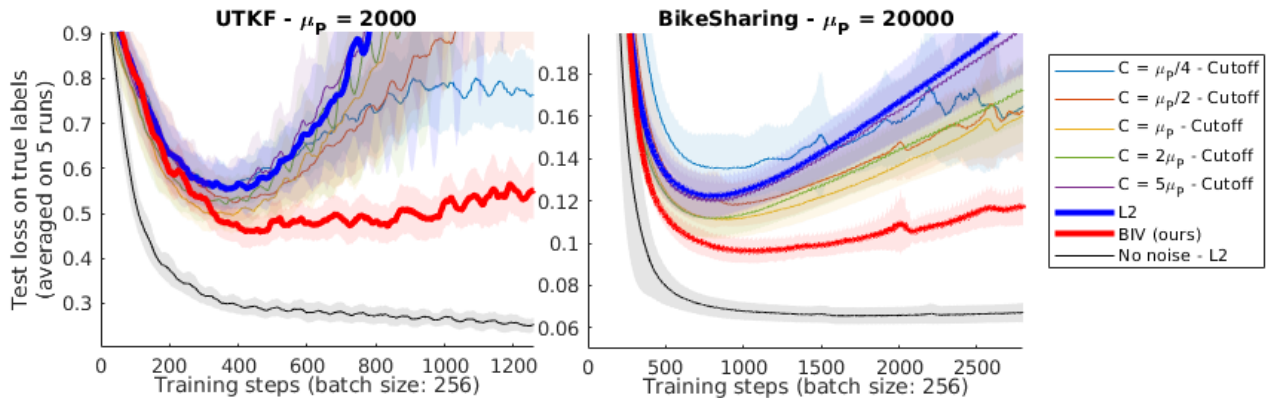 UTKF - μP = 2000
BikeSharing - μP = 20000
Test loss on true labels
(averaged on 5 runs)
0.9
0.8
0.7
0.6
0.5
0.4
0.3
0 200 400 600 800 1000 1200
Training steps (batch size: 256)
0.18
0.16
0.14
0.12
0.1
0.08
0.06
0 500 1000 1500 2000 2500
Training steps (batch size: 256)
C = μP/4 - Cutoff
C = μP/2 - Cutoff
C = μP - Cutoff
C = 2μP - Cutoff
C = 5μP - Cutoff
L2
BIV (ours)
No noise - L2